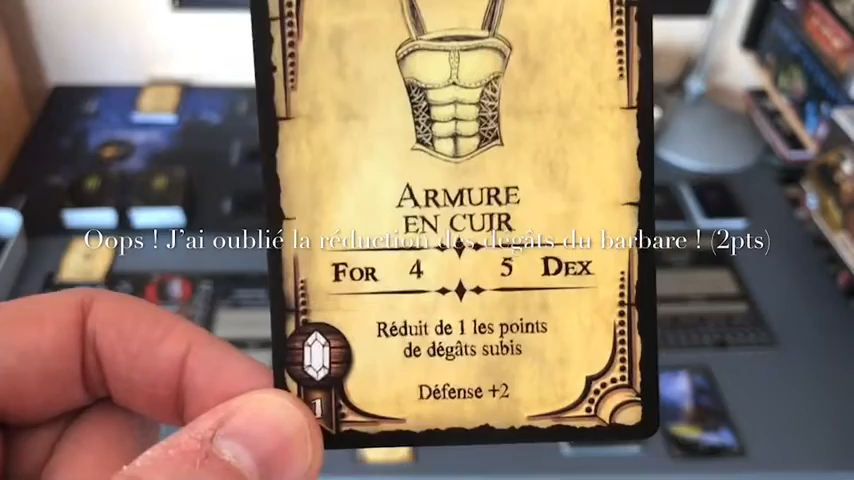 ARMURE
EN CUIR
Oops ! J'ai oublié la réduction des dégâts du barbare ! (2pts)
FOR 4 5 DEX
Réduit de 1 les points
de dégâts subis
Défense +2
1